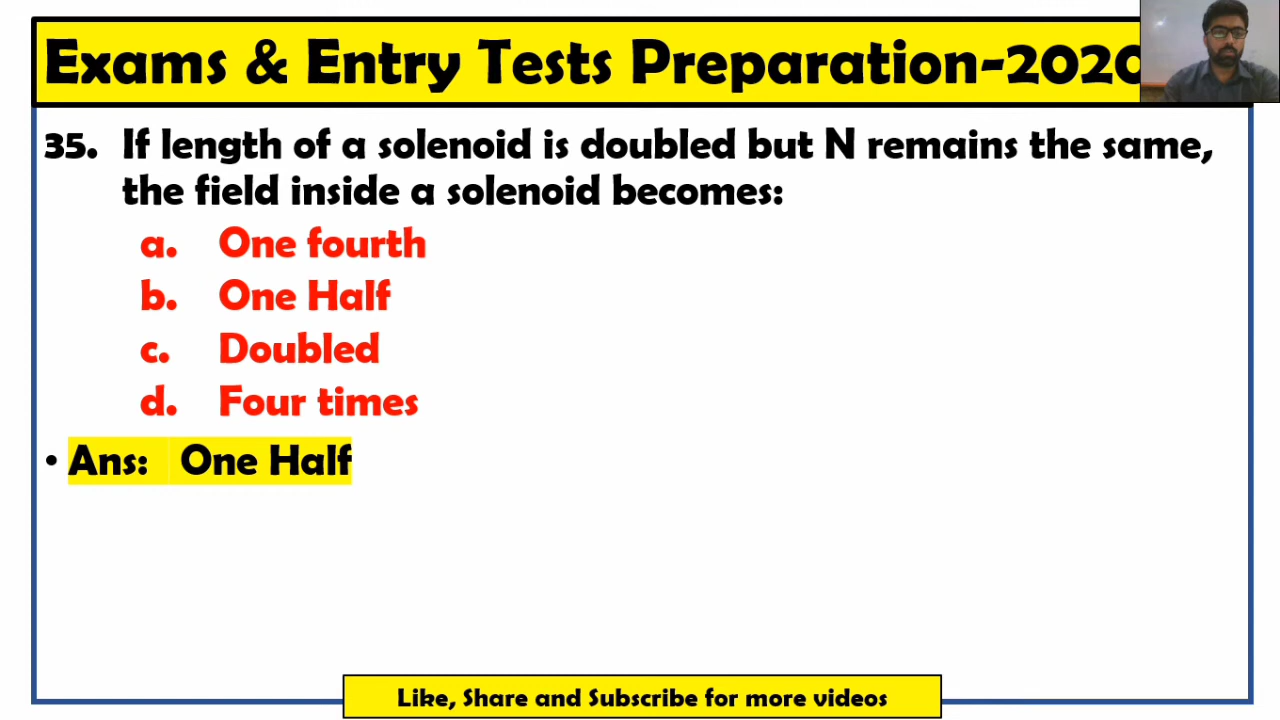 Exams & Entry Tests Preparation-2020
35. If length of a solenoid is doubled but N remains the same,
the field inside a solenoid becomes:
a. One fourth
b. One Half
c. Doubled
d. Four times
• Ans: One Half
Like, Share and Subscribe for more videos